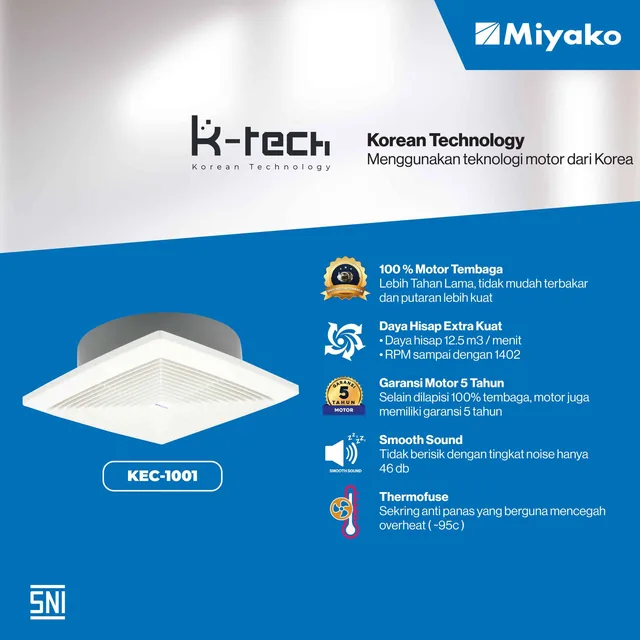 Miyako
k-tech
Korean Technology
Korean Technology
Menggunakan teknologi motor dari Korea
100 % Motor Tembaga
Lebih Tahan Lama, tidak mudah terbakar
dan putaran lebih kuat
Daya Hisap Extra Kuat
• Daya hisap 12.5 m3 / menit
• RPM sampai dengan 1402
GARANSI
5
TAHUN
MOTOR
Garansi Motor 5 Tahun
Selain dilapisi 100% tembaga, motor juga
memiliki garansi 5 tahun
SMOOTH SOUND
Smooth Sound
Tidak berisik dengan tingkat noise hanya
46 db
Thermofuse
Sekring anti panas yang berguna mencegah
overheat ( ~95c )
KEC-1001
SNI